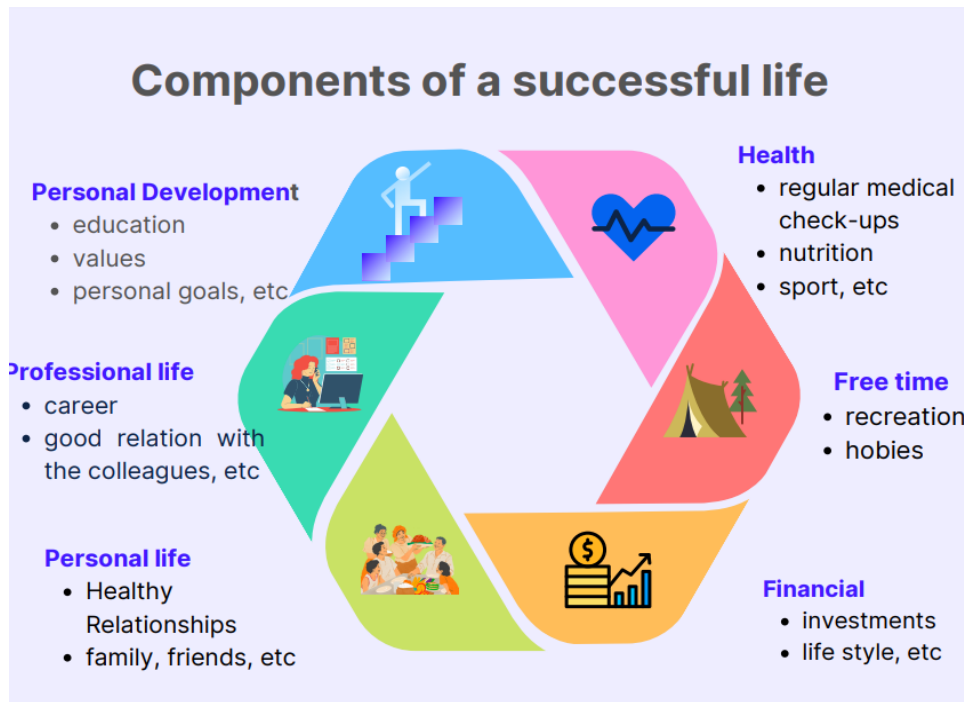 Components of a successful life
Personal Development
• education
• values
• personal goals, etc
Professional life
• career
• good relation with
the colleagues, etc
Personal life
• Healthy
Relationships
• family, friends, etc
Health
• regular medical
check-ups
• nutrition
• sport, etc
Free time
• recreation
• hobies
$
Financial
• investments
• life style, etc